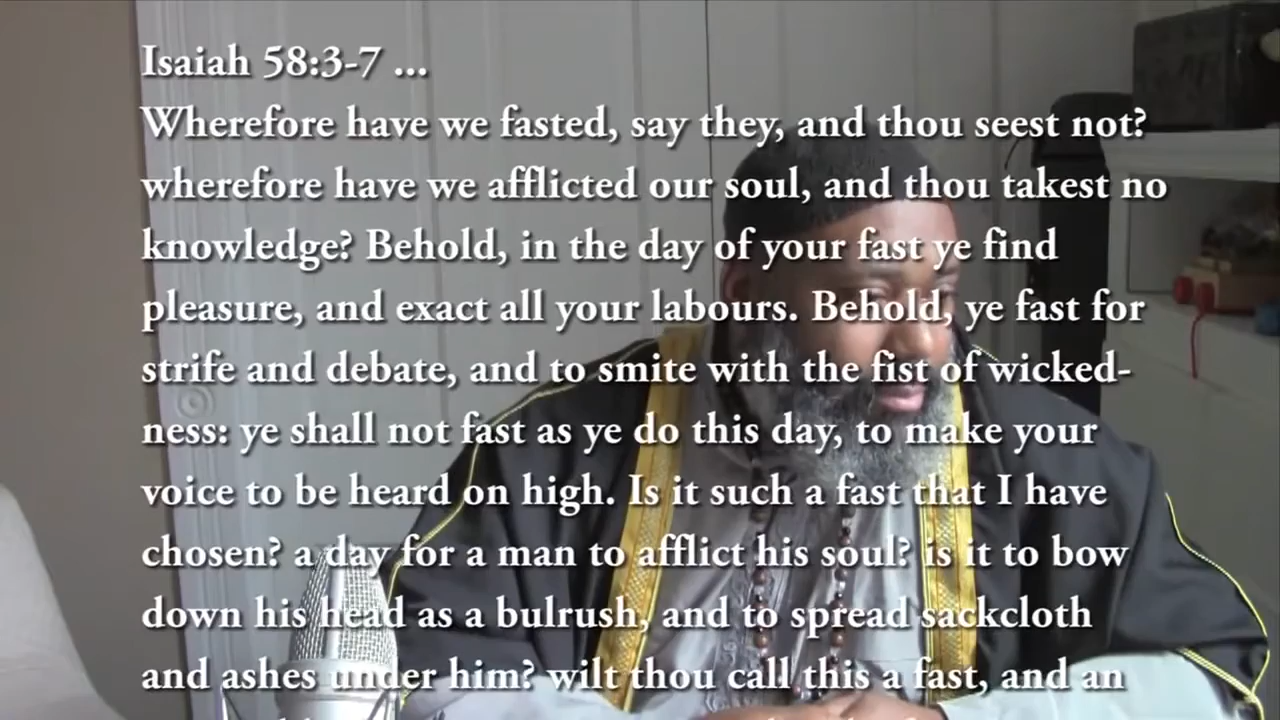 Isaiah 58:3-7 ...
Wherefore have we fasted, say they, and thou seest not?
wherefore have we afflicted our soul, and thou takest no
knowledge? Behold, in the day of your fast ye find
pleasure, and exact all your labours. Behold, ye fast for
strife and debate, and to smite with the fist of wicked-
ness: ye shall not fast as ye do this day, to make your
voice to be heard on high. Is it such a fast that I have
chosen? a day for a man to afflict his soul? is it to bow
down his head as a bulrush, and to spread sackcloth
and ashes under him? wilt thou call this a fast, and an